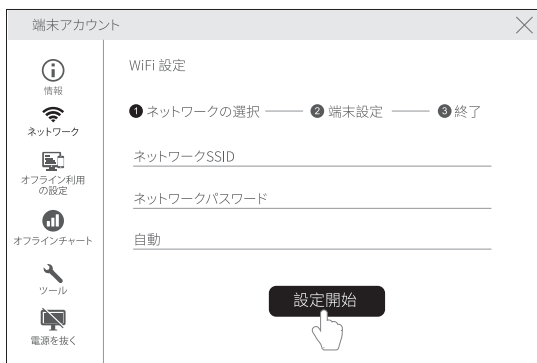 端末アカウント
情報
ネットワーク
オフライン利用
の設定
オフラインチャート
ツール
電源を抜く
WiFi 設定
❶ ネットワークの選択 ❷ 端末設定 ❸ 終了
ネットワークSSID
ネットワークパスワード
自動
設定開始